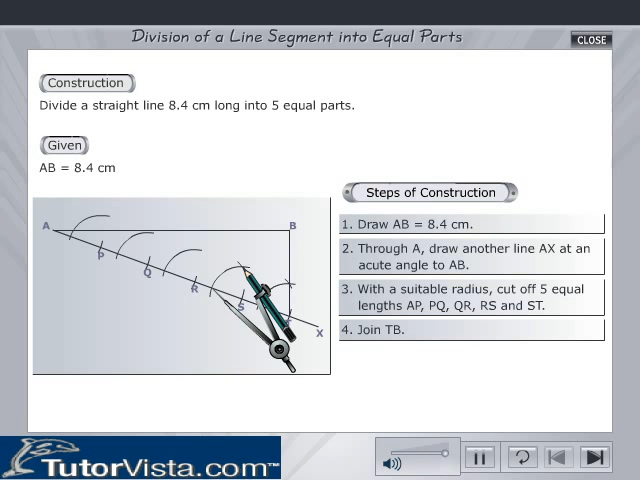 Division of a Line Segment into Equal Parts
CLOSE
Construction
Divide a straight line 8.4 cm long into 5 equal parts.
Given
AB = 8.4 cm
Steps of Construction
1. Draw AB = 8.4 cm.
2. Through A, draw another line AX at an
acute angle to AB.
3. With a suitable radius, cut off 5 equal
lengths AP, PQ, QR, RS and ST.
4. Join TB.
A
B
P
Q
R
S
X
TutorVista.com™